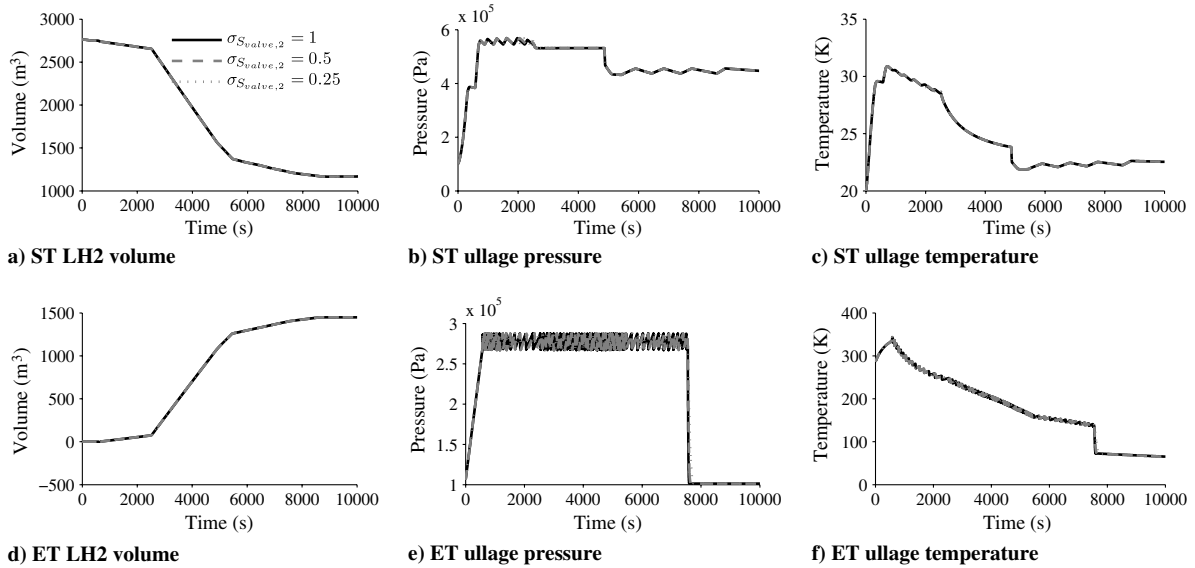 3000
2500
2000
1500
1000
Volume (m³)
0 2000 4000 6000 8000 10000
Time (s)
σ_{S_{valve,2}} = 1
σ_{S_{valve,2}} = 0.5
σ_{S_{valve,2}} = 0.25
a) ST LH2 volume
x 10⁵
6
4
2
0
Pressure (Pa)
0 2000 4000 6000 8000 10000
Time (s)
b) ST ullage pressure
35
30
25
20
Temperature (K)
0 2000 4000 6000 8000 10000
Time (s)
c) ST ullage temperature
1500
1000
500
0
−500
Volume (m³)
0 2000 4000 6000 8000 10000
Time (s)
d) ET LH2 volume
x 10⁵
3
2.5
2
1.5
1
Pressure (Pa)
0 2000 4000 6000 8000 10000
Time (s)
e) ET ullage pressure
400
300
200
100
0
Temperature (K)
0 2000 4000 6000 8000 10000
Time (s)
f) ET ullage temperature